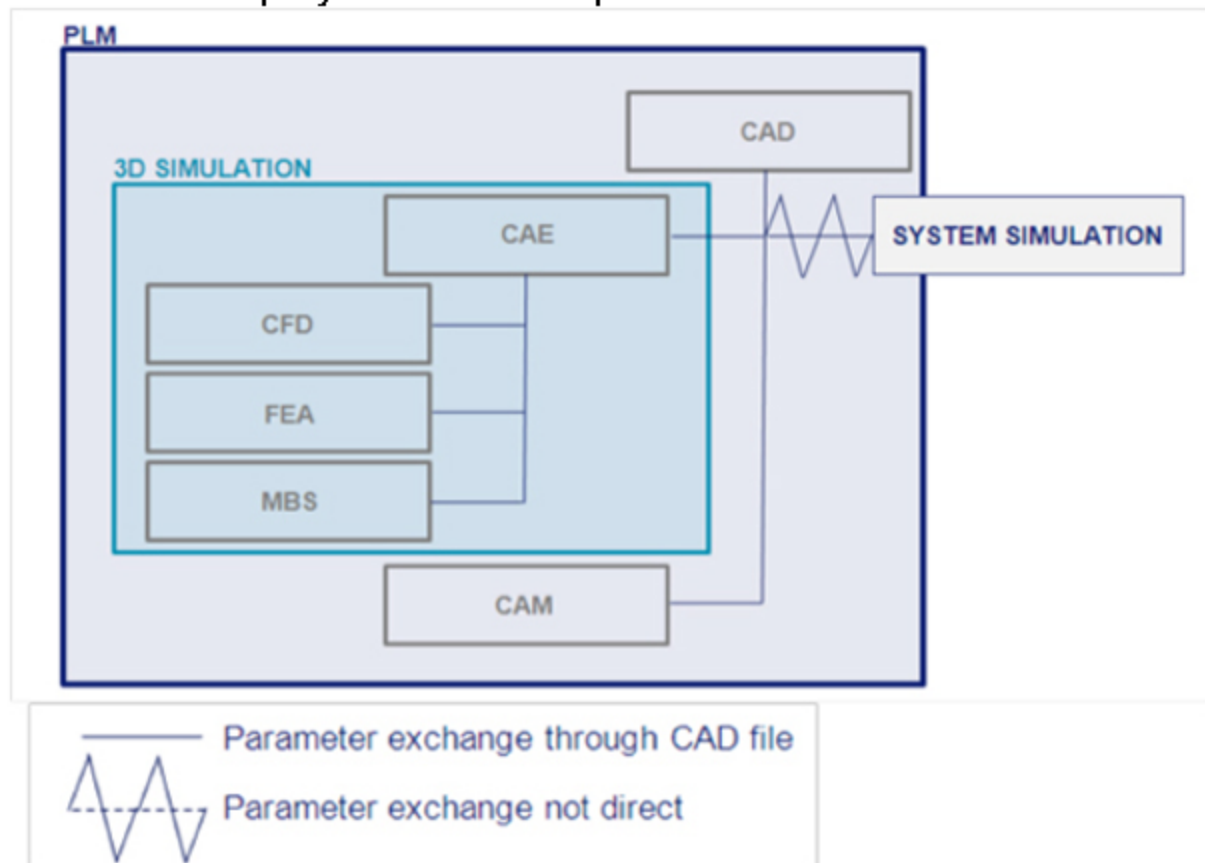 PLM
CAD
3D SIMULATION
CAE
SYSTEM SIMULATION
CFD
FEA
MBS
CAM
Parameter exchange through CAD file
Parameter exchange not direct